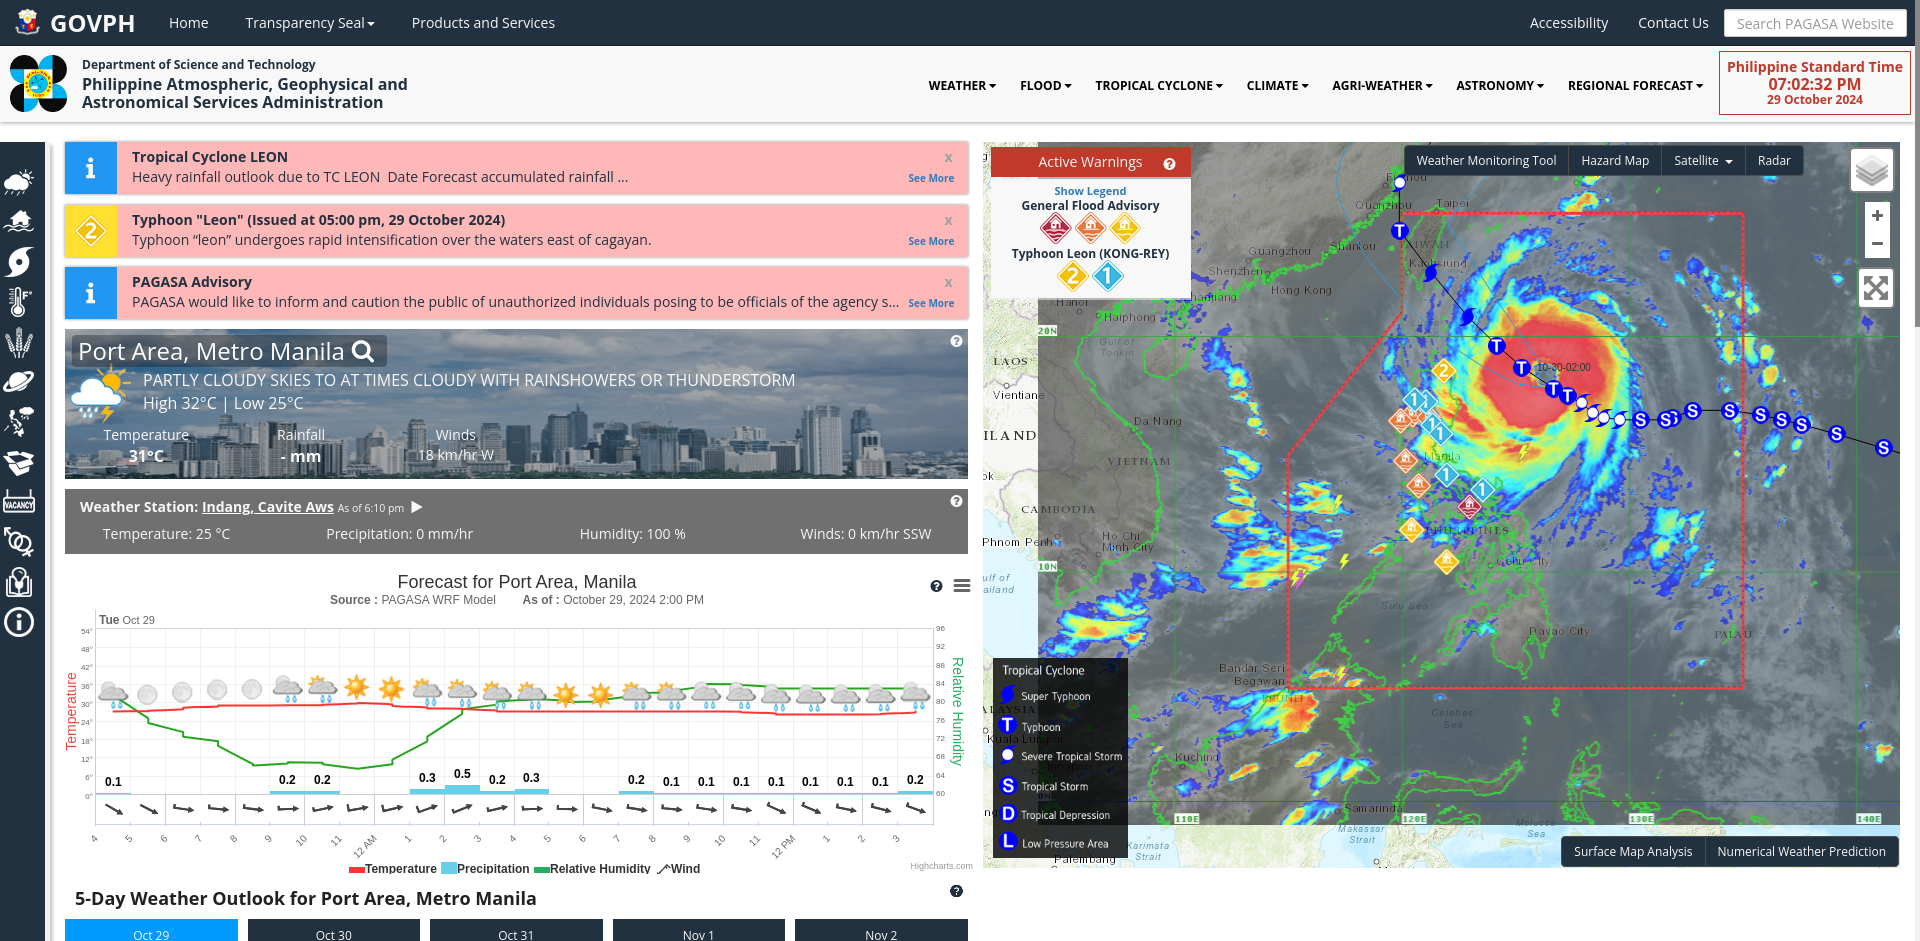 GOVPH
Home
Transparency Seal
Products and Services
Accessibility
Contact Us
Search PAGASA Website
Department of Science and Technology
Philippine Atmospheric, Geophysical and
Astronomical Services Administration
WEATHER
FLOOD
TROPICAL CYCLONE
CLIMATE
AGRI-WEATHER
ASTRONOMY
REGIONAL FORECAST
Philippine Standard Time
07:02:32 PM
29 October 2024
Tropical Cyclone LEON
x
Heavy rainfall outlook due to TC LEON Date Forecast accumulated rainfall ...
See More
2
Typhoon "Leon" (Issued at 05:00 pm, 29 October 2024)
x
Typhoon “leon” undergoes rapid intensification over the waters east of cagayan.
See More
PAGASA Advisory
x
PAGASA would like to inform and caution the public of unauthorized individuals posing to be officials of the agency s...
See More
VACANCY
Port Area, Metro Manila
PARTLY CLOUDY SKIES TO AT TIMES CLOUDY WITH RAINSHOWERS OR THUNDERSTORM
High 32°C | Low 25°C
Temperature
31°C
Rainfall
- mm
Winds
18 km/hr W
Weather Station: Indang, Cavite Aws As of 6:10 pm
Temperature: 25 °C
Precipitation: 0 mm/hr
Humidity: 100 %
Winds: 0 km/hr SSW
Forecast for Port Area, Manila
Source : PAGASA WRF Model As of : October 29, 2024 2:00 PM
Tue Oct 29
Temperature
54°
48°
42°
36°
30°
24°
18°
12°
6°
0°
Relative Humidity
96
92
88
84
80
76
72
68
64
60
0.1 0.2 0.2 0.3 0.5 0.2 0.3 0.2 0.1 0.1 0.1 0.1 0.1 0.1 0.1 0.2
4 5 6 7 8 9 10 11 12 AM 1 2 3 4 5 6 7 8 9 10 11 12 PM 1 2 3
Temperature Precipitation Relative Humidity Wind
Highcharts.com
5-Day Weather Outlook for Port Area, Metro Manila
Oct 29
Oct 30
Oct 31
Nov 1
Nov 2
Active Warnings
Show Legend
General Flood Advisory
Typhoon Leon (KONG-REY)
2 1
Weather Monitoring Tool
Hazard Map
Satellite
Radar
+
−
Quanzhou
Taipei
TAIWAN
Guangzhou
Shantou
Kaohsiung
Shenzhen
Hong Kong
Hanoi
Haiphong
20N
Gulf of
Tonkin
LAOS
Vientiane
Da Nang
VIETNAM
CAMBODIA
Phnom Penh
Ho Chi
Minh City
10N
10-30-02:00
Manila
PHILIPPINES
Cebu City
Sulu Sea
Davao City
PALAU
Bandar Seri
Begawan
BRUNEI
Celebes
Sea
Kuching
Samarinda
110E
120E
130E
140E
Makassar
Strait
Karimata
Strait
Palembang
Tropical Cyclone
Super Typhoon
T Typhoon
Severe Tropical Storm
S Tropical Storm
D Tropical Depression
L Low Pressure Area
Surface Map Analysis
Numerical Weather Prediction